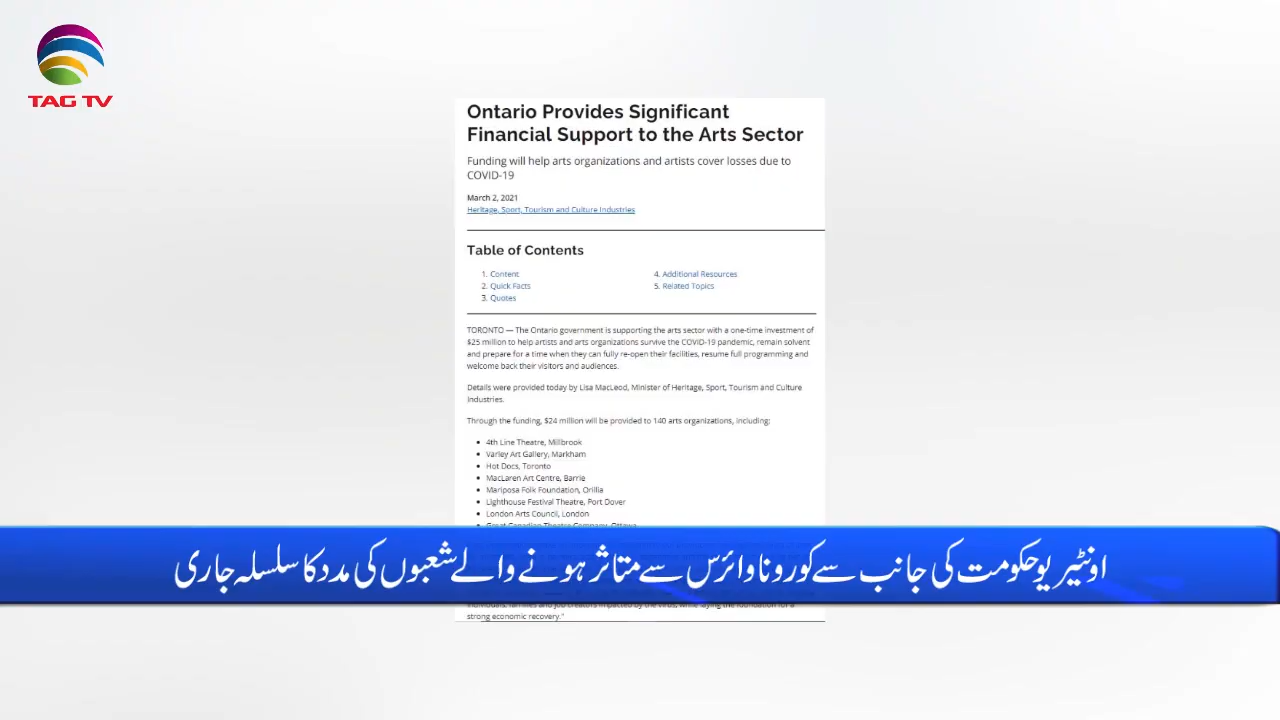 TAG TV
Ontario Provides Significant
Financial Support to the Arts Sector
Funding will help arts organizations and artists cover losses due to
COVID-19
March 2, 2021
Heritage, Sport, Tourism and Culture Industries
Table of Contents
1. Content
2. Quick Facts
3. Quotes
4. Additional Resources
5. Related Topics
TORONTO — The Ontario government is supporting the arts sector with a one-time investment of
$25 million to help artists and arts organizations survive the COVID-19 pandemic, remain solvent
and prepare for a time when they can fully re-open their facilities, resume full programming and
welcome back their visitors and audiences.
Details were provided today by Lisa MacLeod, Minister of Heritage, Sport, Tourism and Culture
Industries.
Through the funding, $24 million will be provided to 140 arts organizations, including:
• 4th Line Theatre, Millbrook
• Varley Art Gallery, Markham
• Hot Docs, Toronto
• MacLaren Art Centre, Barrie
• Mariposa Folk Foundation, Orillia
• Lighthouse Festival Theatre, Port Dover
• London Arts Council, London
• Great Canadian Theatre Company, Ottawa
اونٹیریو حکومت کی جانب سے کورونا وائرس سے متاثر ہونے والے شعبوں کی مدد کا سلسلہ جاری
individuals, families and job creators impacted by the virus, while laying the foundation for a
strong economic recovery."